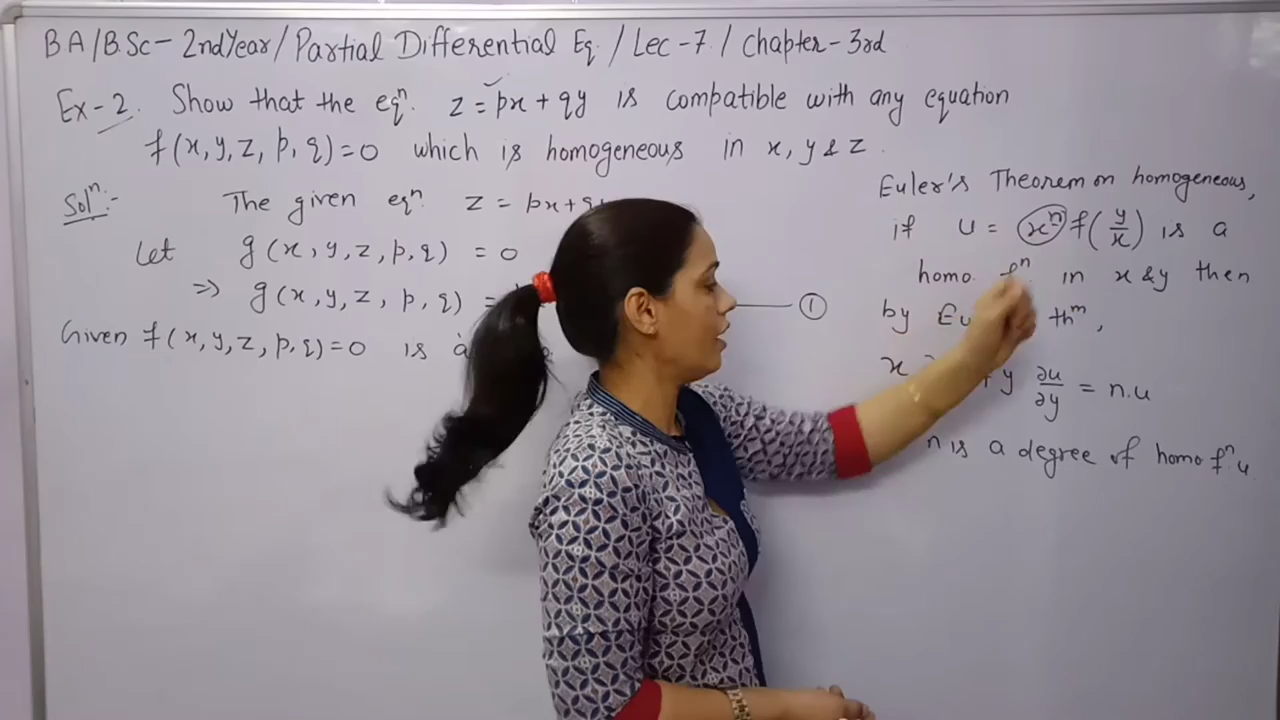 BA/B.Sc- 2nd Year/ Partial Differential Eq. / Lec-7 / Chapter-3rd
Ex-2. Show that the eqⁿ. z = px + qy is compatible with any equation
f(x, y, z, p, q) = 0 which is homogeneous in x, y & z.
Solⁿ:- The given eqⁿ. z = px +
Let g(x, y, z, p, q) = 0
⇒ g(x, y, z, p, q) = ①
Given f(x, y, z, p, q) = 0 is
Euler's Theorem on homogeneous,
if u = xⁿ f(y/x) is a
homo. fⁿ in x & y then
by thᵐ,
x y ∂u/∂y = n.u
n is a degree of homo fⁿ. u